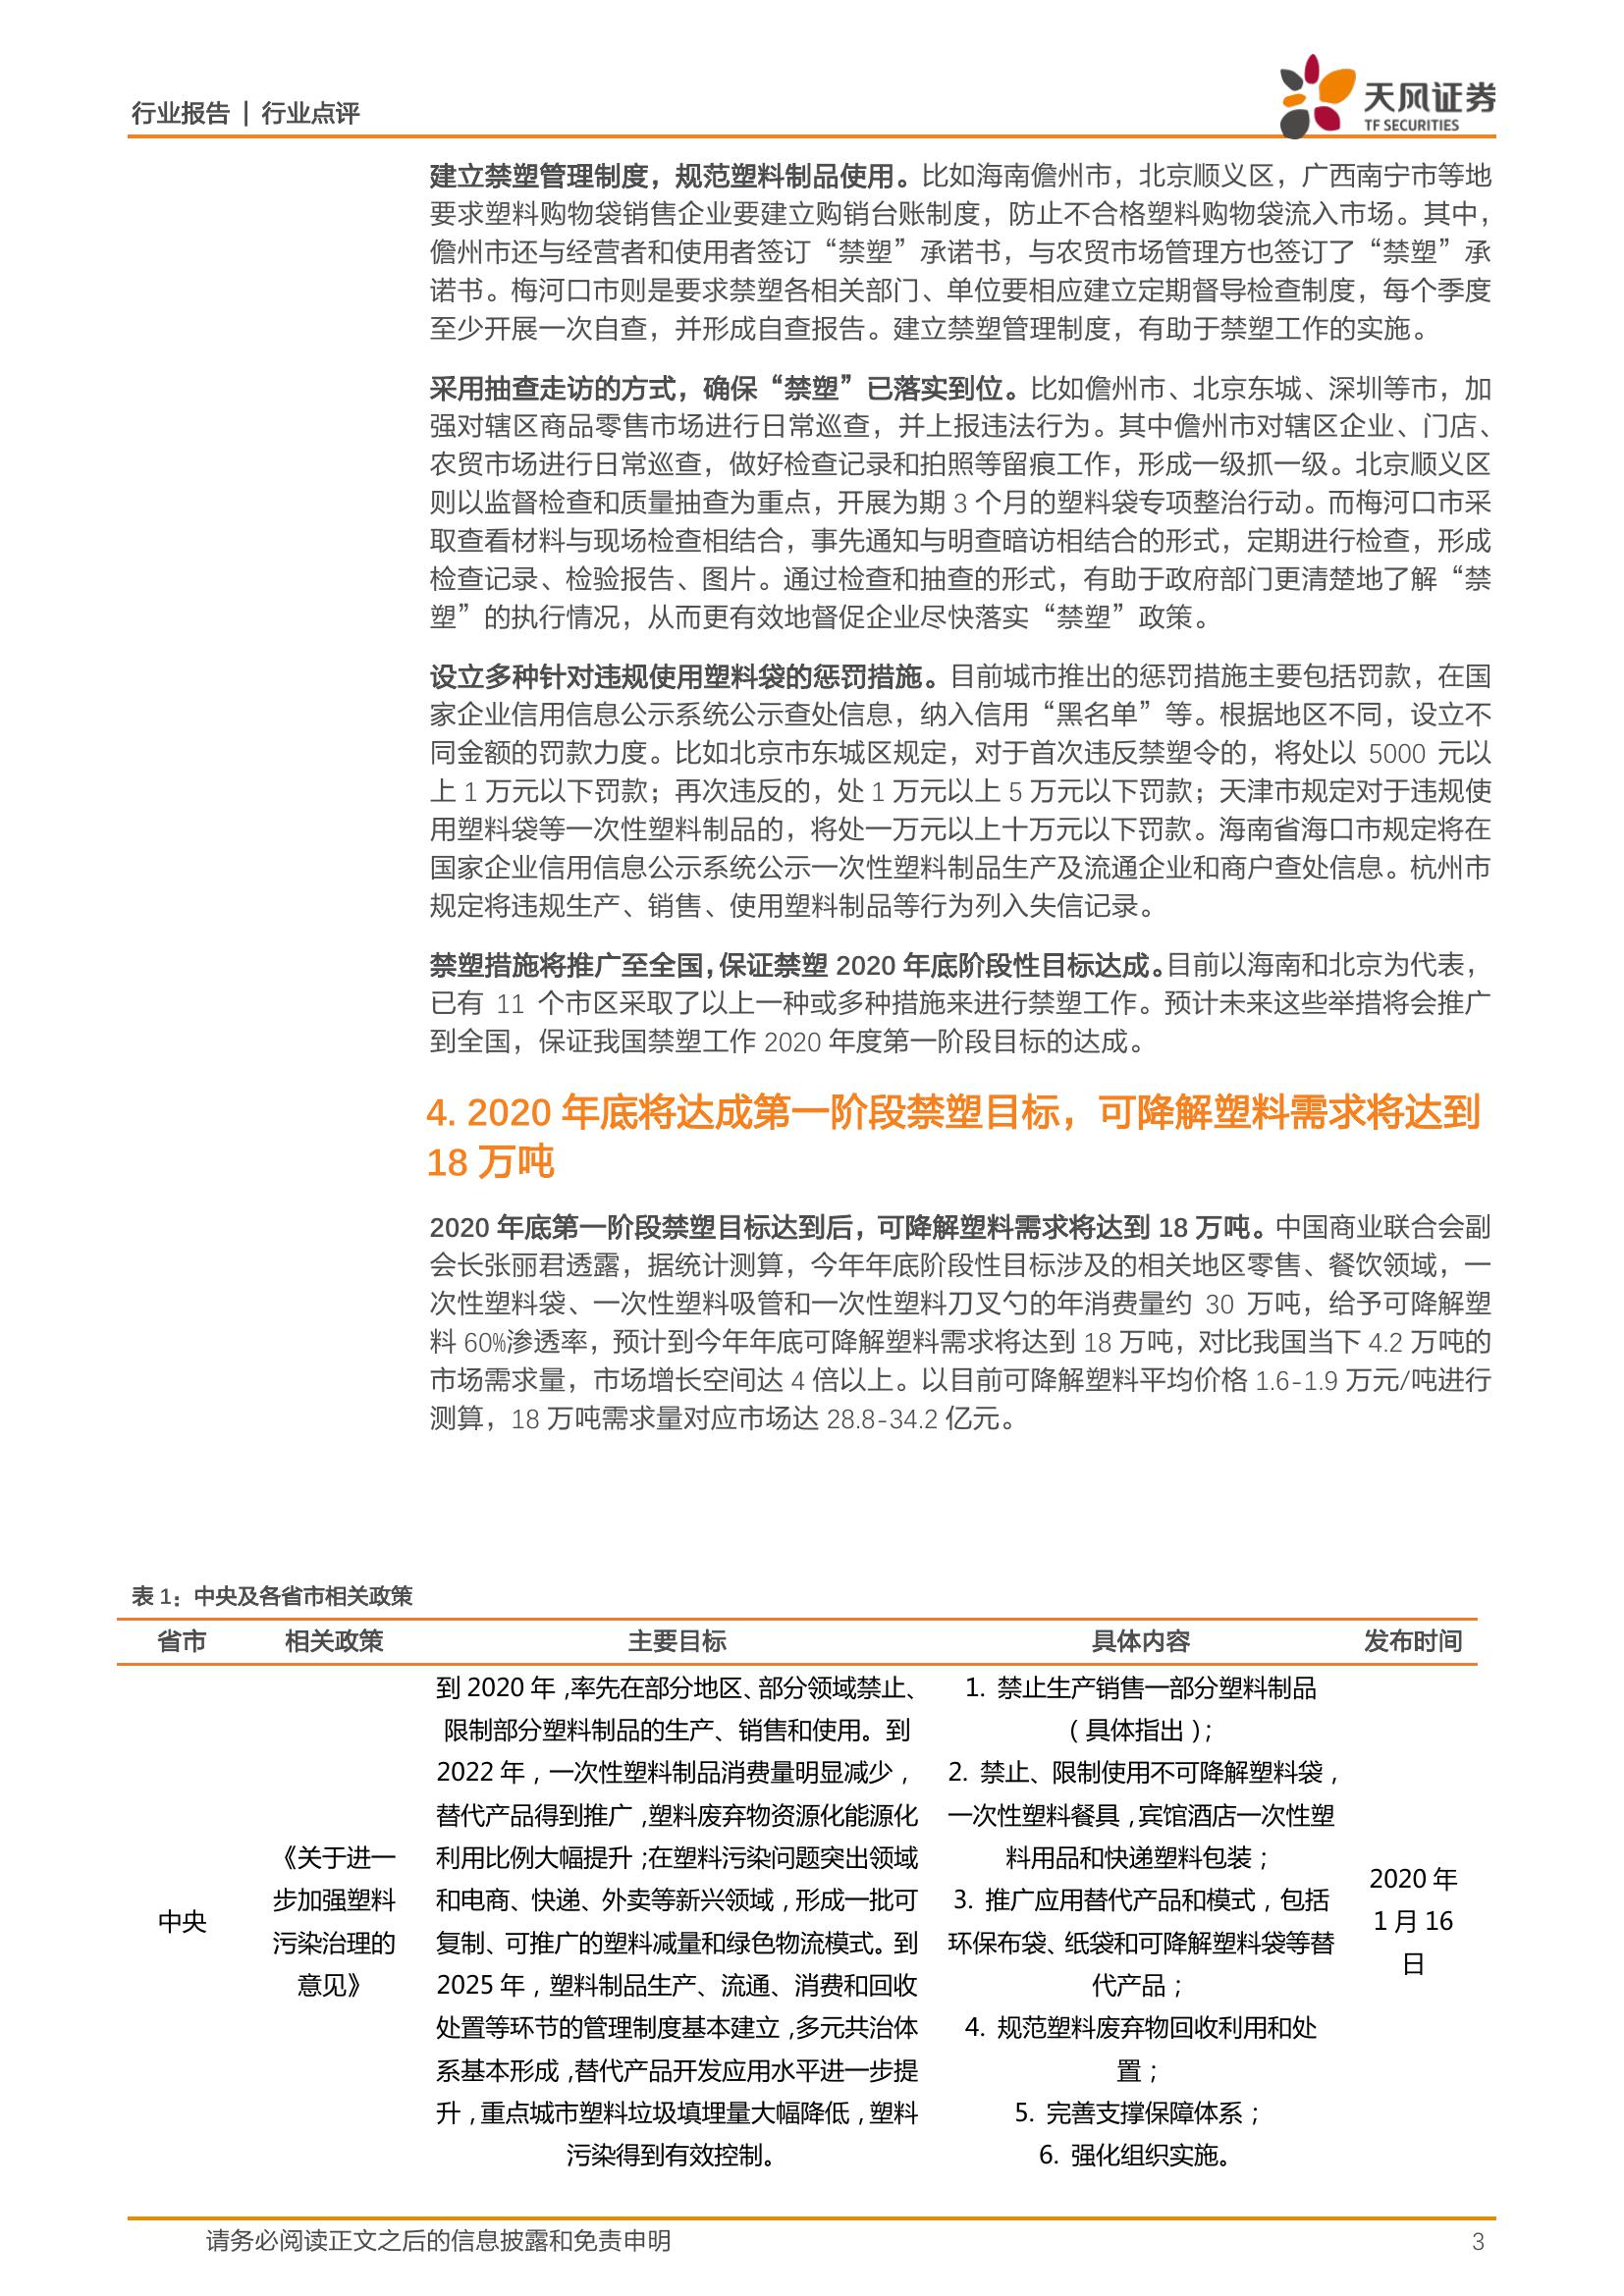 行业报告 | 行业点评
天风证券
TF SECURITIES
建立禁塑管理制度，规范塑料制品使用。比如海南儋州市，北京顺义区，广西南宁市等地
要求塑料购物袋销售企业要建立购销台账制度，防止不合格塑料购物袋流入市场。其中，
儋州市还与经营者和使用者签订“禁塑”承诺书，与农贸市场管理方也签订了“禁塑”承
诺书。梅河口市则是要求禁塑各相关部门、单位要相应建立定期督导检查制度，每个季度
至少开展一次自查，并形成自查报告。建立禁塑管理制度，有助于禁塑工作的实施。
采用抽查走访的方式，确保“禁塑”已落实到位。比如儋州市、北京东城、深圳等市，加
强对辖区商品零售市场进行日常巡查，并上报违法行为。其中儋州市对辖区企业、门店、
农贸市场进行日常巡查，做好检查记录和拍照等留痕工作，形成一级抓一级。北京顺义区
则以监督检查和质量抽查为重点，开展为期 3 个月的塑料袋专项整治行动。而梅河口市采
取查看材料与现场检查相结合，事先通知与明查暗访相结合的形式，定期进行检查，形成
检查记录、检验报告、图片。通过检查和抽查的形式，有助于政府部门更清楚地了解“禁
塑”的执行情况，从而更有效地督促企业尽快落实“禁塑”政策。
设立多种针对违规使用塑料袋的惩罚措施。目前城市推出的惩罚措施主要包括罚款，在国
家企业信用信息公示系统公示查处信息，纳入信用“黑名单”等。根据地区不同，设立不
同金额的罚款力度。比如北京市东城区规定，对于首次违反禁塑令的，将处以 5000 元以
上 1 万元以下罚款；再次违反的，处 1 万元以上 5 万元以下罚款；天津市规定对于违规使
用塑料袋等一次性塑料制品的，将处一万元以上十万元以下罚款。海南省海口市规定将在
国家企业信用信息公示系统公示一次性塑料制品生产及流通企业和商户查处信息。杭州市
规定将违规生产、销售、使用塑料制品等行为列入失信记录。
禁塑措施将推广至全国，保证禁塑 2020 年底阶段性目标达成。目前以海南和北京为代表，
已有 11 个市区采取了以上一种或多种措施来进行禁塑工作。预计未来这些举措将会推广
到全国，保证我国禁塑工作 2020 年度第一阶段目标的达成。
4. 2020 年底将达成第一阶段禁塑目标，可降解塑料需求将达到
18 万吨
2020 年底第一阶段禁塑目标达到后，可降解塑料需求将达到 18 万吨。中国商业联合会副
会长张丽君透露，据统计测算，今年年底阶段性目标涉及的相关地区零售、餐饮领域，一
次性塑料袋、一次性塑料吸管和一次性塑料刀叉勺的年消费量约 30 万吨，给予可降解塑
料 60%渗透率，预计到今年年底可降解塑料需求将达到 18 万吨，对比我国当下 4.2 万吨的
市场需求量，市场增长空间达 4 倍以上。以目前可降解塑料平均价格 1.6-1.9 万元/吨进行
测算，18 万吨需求量对应市场达 28.8-34.2 亿元。
表 1：中央及各省市相关政策
省市 相关政策 主要目标 具体内容 发布时间
中央
《关于进一
步加强塑料
污染治理的
意见》
到 2020 年，率先在部分地区、部分领域禁止、
限制部分塑料制品的生产、销售和使用。到
2022 年，一次性塑料制品消费量明显减少，
替代产品得到推广，塑料废弃物资源化能源化
利用比例大幅提升；在塑料污染问题突出领域
和电商、快递、外卖等新兴领域，形成一批可
复制、可推广的塑料减量和绿色物流模式。到
2025 年，塑料制品生产、流通、消费和回收
处置等环节的管理制度基本建立，多元共治体
系基本形成，替代产品开发应用水平进一步提
升，重点城市塑料垃圾填埋量大幅降低，塑料
污染得到有效控制。
1. 禁止生产销售一部分塑料制品
（具体指出）；
2. 禁止、限制使用不可降解塑料袋，
一次性塑料餐具，宾馆酒店一次性塑
料用品和快递塑料包装；
3. 推广应用替代产品和模式，包括
环保布袋、纸袋和可降解塑料袋等替
代产品；
4. 规范塑料废弃物回收利用和处
置；
5. 完善支撑保障体系；
6. 强化组织实施。
2020 年
1 月 16
日
请务必阅读正文之后的信息披露和免责申明
3